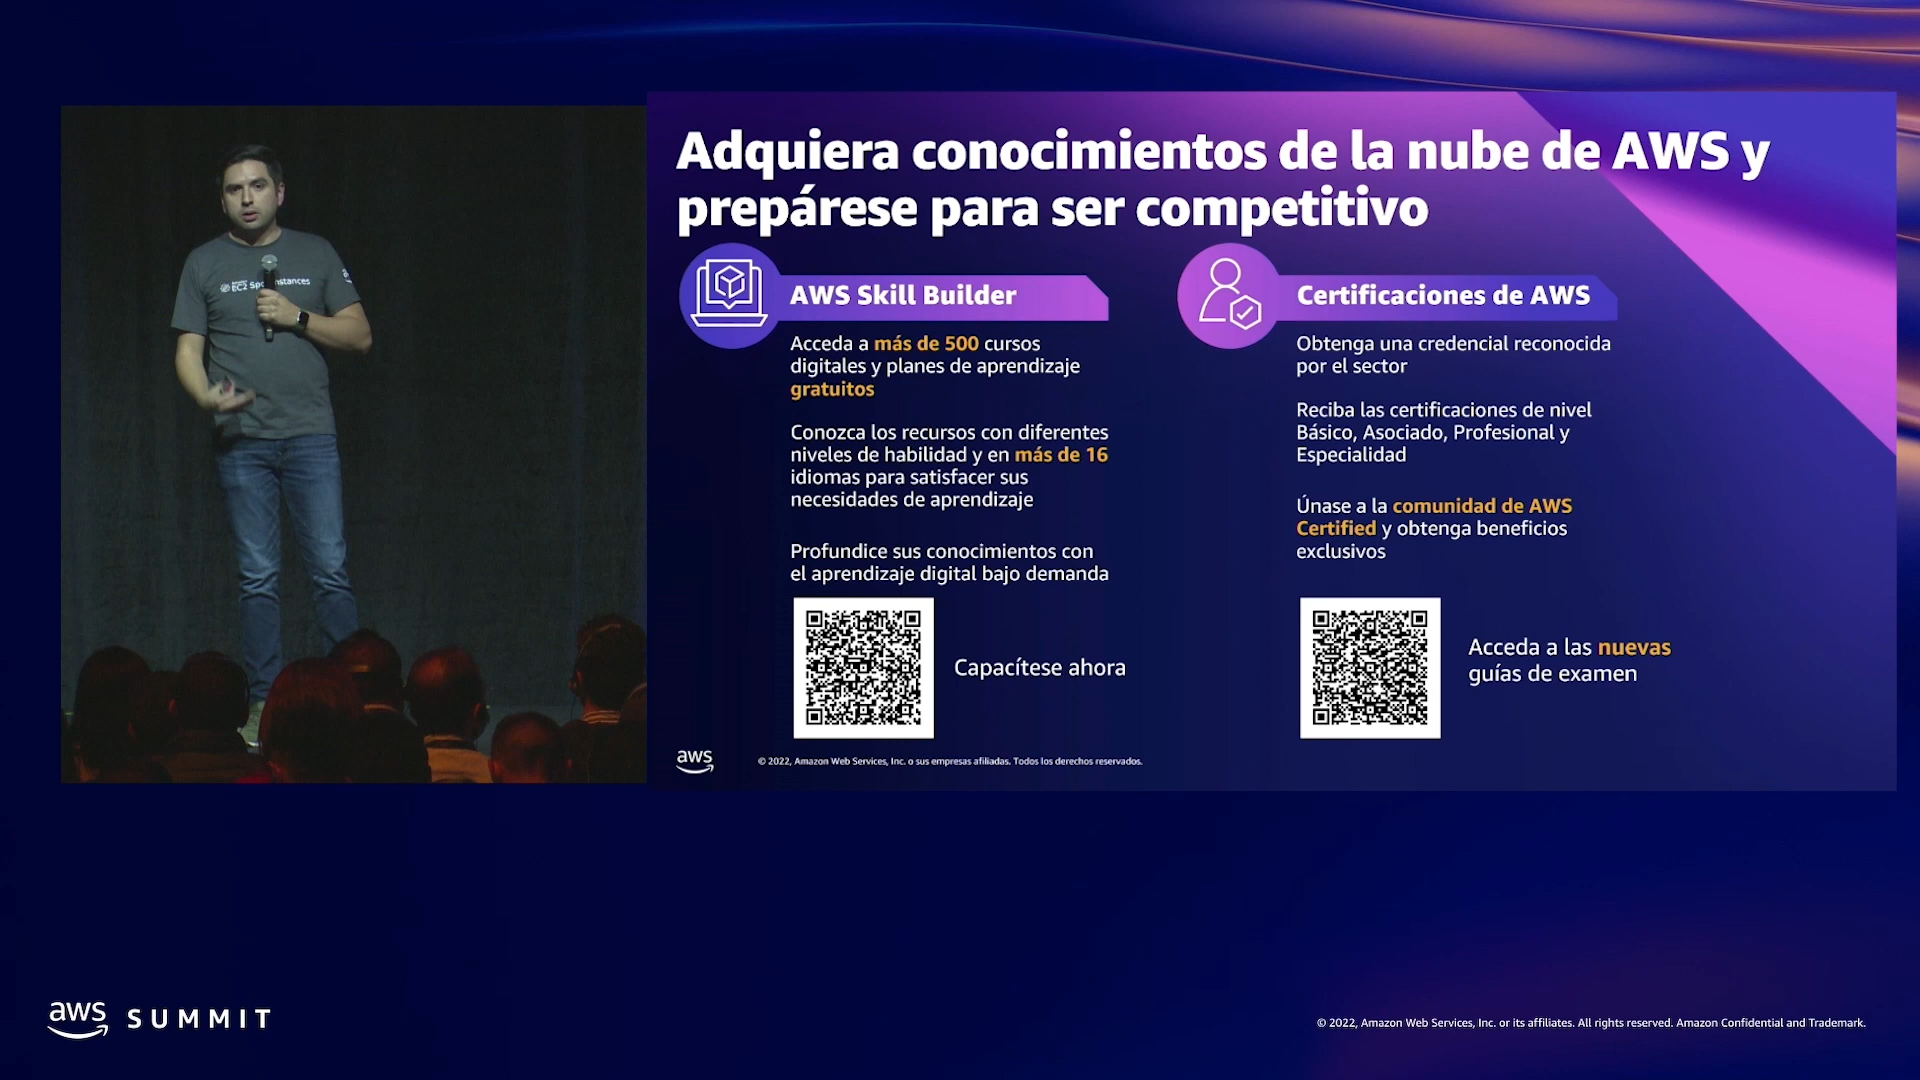 Adquiera conocimientos de la nube de AWS y
prepárese para ser competitivo
AWS Skill Builder
Acceda a más de 500 cursos
digitales y planes de aprendizaje
gratuitos
Conozca los recursos con diferentes
niveles de habilidad y en más de 16
idiomas para satisfacer sus
necesidades de aprendizaje
Profundice sus conocimientos con
el aprendizaje digital bajo demanda
Capacítese ahora
Certificaciones de AWS
Obtenga una credencial reconocida
por el sector
Reciba las certificaciones de nivel
Básico, Asociado, Profesional y
Especialidad
Únase a la comunidad de AWS
Certified y obtenga beneficios
exclusivos
Acceda a las nuevas
guías de examen
aws
© 2022, Amazon Web Services, Inc. o sus empresas afiliadas. Todos los derechos reservados.
EC2 Spot Instances
aws SUMMIT
© 2022, Amazon Web Services, Inc. or its affiliates. All rights reserved. Amazon Confidential and Trademark.